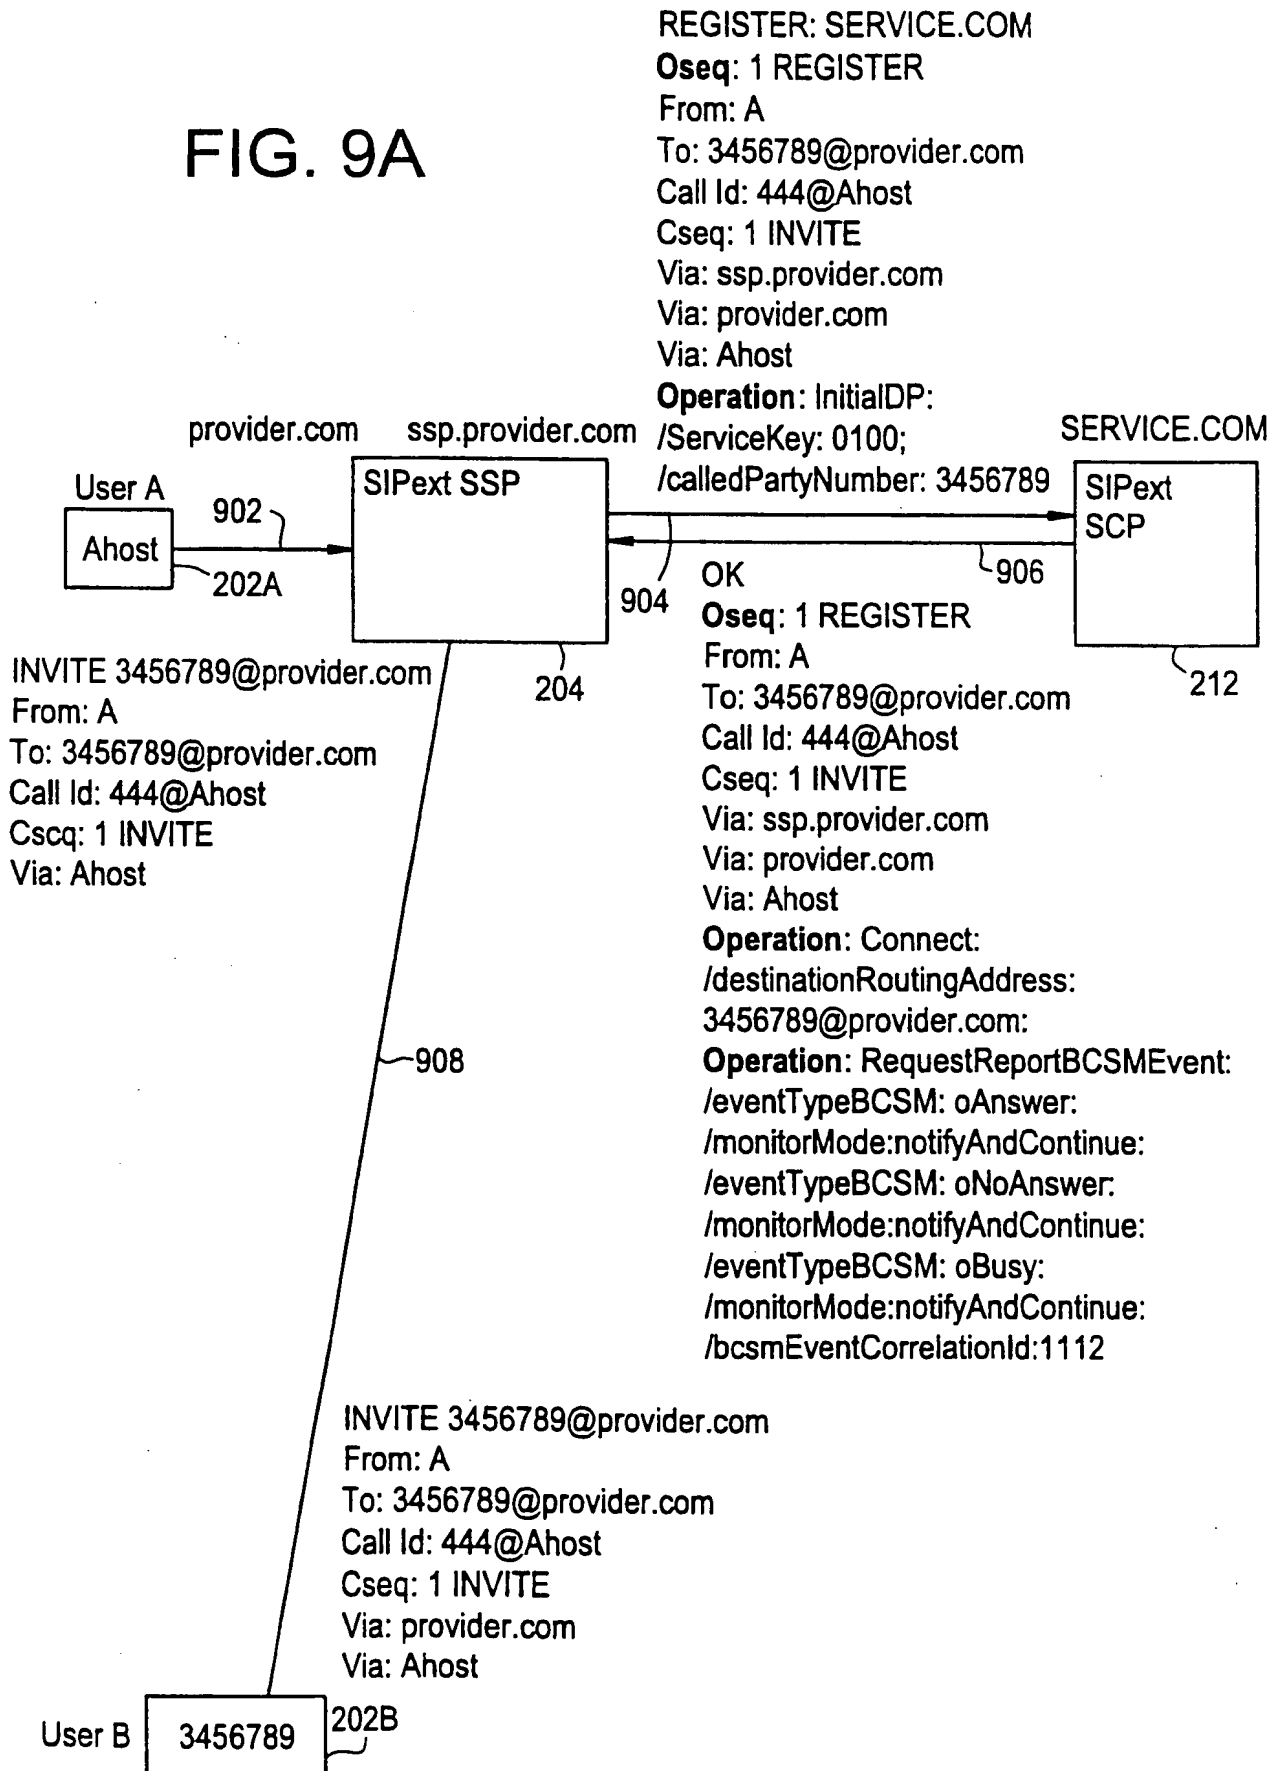 FIG. 9A
REGISTER: SERVICE.COM
Oseq: 1 REGISTER
From: A
To: 3456789@provider.com
Call Id: 444@Ahost
Cseq: 1 INVITE
Via: ssp.provider.com
Via: provider.com
Via: Ahost
Operation: InitialDP:
/ServiceKey: 0100;
/calledPartyNumber: 3456789
provider.com
ssp.provider.com
SERVICE.COM
User A
Ahost
902
202A
SIPext SSP
204
904
906
SIPext
SCP
212
INVITE 3456789@provider.com
From: A
To: 3456789@provider.com
Call Id: 444@Ahost
Cscq: 1 INVITE
Via: Ahost
OK
Oseq: 1 REGISTER
From: A
To: 3456789@provider.com
Call Id: 444@Ahost
Cseq: 1 INVITE
Via: ssp.provider.com
Via: provider.com
Via: Ahost
Operation: Connect:
/destinationRoutingAddress:
3456789@provider.com:
Operation: RequestReportBCSMEvent:
/eventTypeBCSM: oAnswer:
/monitorMode:notifyAndContinue:
/eventTypeBCSM: oNoAnswer:
/monitorMode:notifyAndContinue:
/eventTypeBCSM: oBusy:
/monitorMode:notifyAndContinue:
/bcsmEventCorrelationId:1112
908
INVITE 3456789@provider.com
From: A
To: 3456789@provider.com
Call Id: 444@Ahost
Cseq: 1 INVITE
Via: provider.com
Via: Ahost
User B
3456789
202B